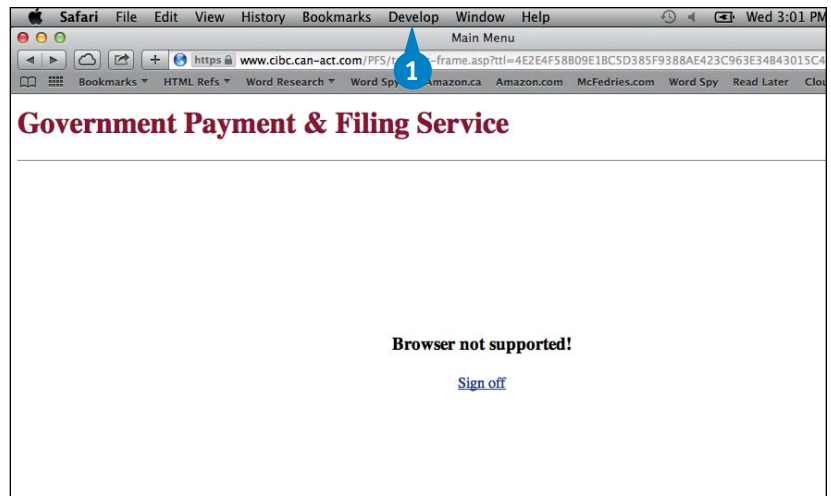 Safari File Edit View History Bookmarks Develop Window Help Wed 3:01 PM
Main Menu
https www.cibc.can-act.com/PFS/ -frame.asp?ttl=4E2E4F58B09E1BC5D385F9388AE423C963E34843015C4
Bookmarks HTML Refs Word Research Word Spy Amazon.ca Amazon.com McFedries.com Word Spy Read Later
1
Government Payment & Filing Service
Browser not supported!
Sign off